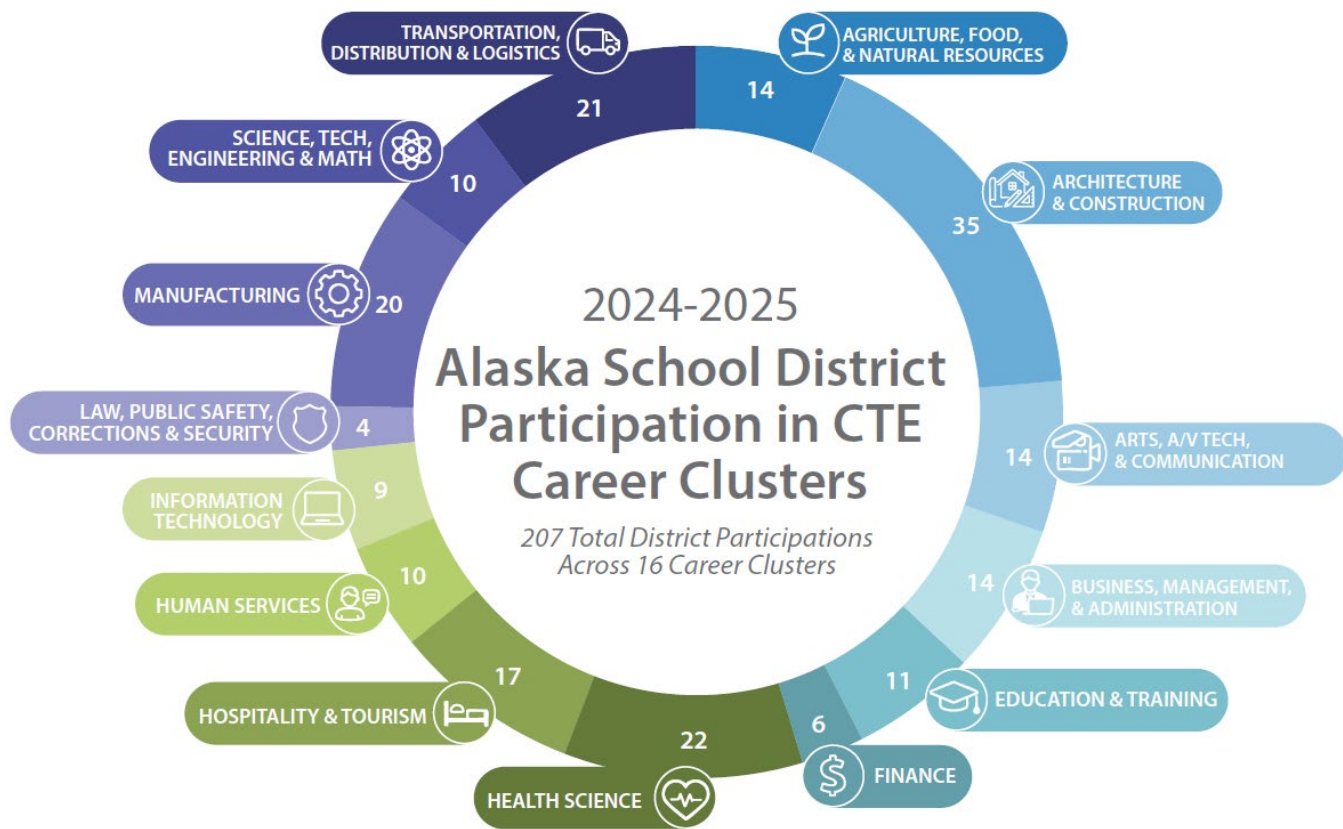 2024-2025
Alaska School District
Participation in CTE
Career Clusters
207 Total District Participations
Across 16 Career Clusters
AGRICULTURE, FOOD,
& NATURAL RESOURCES
14
ARCHITECTURE
& CONSTRUCTION
35
ARTS, A/V TECH,
& COMMUNICATION
14
BUSINESS, MANAGEMENT,
& ADMINISTRATION
14
EDUCATION & TRAINING
11
FINANCE
6
HEALTH SCIENCE
22
HOSPITALITY & TOURISM
17
HUMAN SERVICES
10
INFORMATION
TECHNOLOGY
9
LAW, PUBLIC SAFETY,
CORRECTIONS & SECURITY
4
MANUFACTURING
20
SCIENCE, TECH,
ENGINEERING & MATH
10
TRANSPORTATION,
DISTRIBUTION & LOGISTICS
21